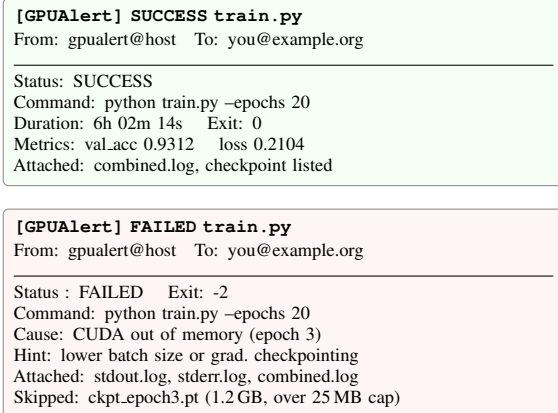 [GPUAlert] SUCCESS train.py
From: gpualert@host To: you@example.org
Status: SUCCESS
Command: python train.py –epochs 20
Duration: 6h 02m 14s Exit: 0
Metrics: val_acc 0.9312 loss 0.2104
Attached: combined.log, checkpoint listed
[GPUAlert] FAILED train.py
From: gpualert@host To: you@example.org
Status : FAILED Exit: -2
Command: python train.py –epochs 20
Cause: CUDA out of memory (epoch 3)
Hint: lower batch size or grad. checkpointing
Attached: stdout.log, stderr.log, combined.log
Skipped: ckpt_epoch3.pt (1.2 GB, over 25 MB cap)